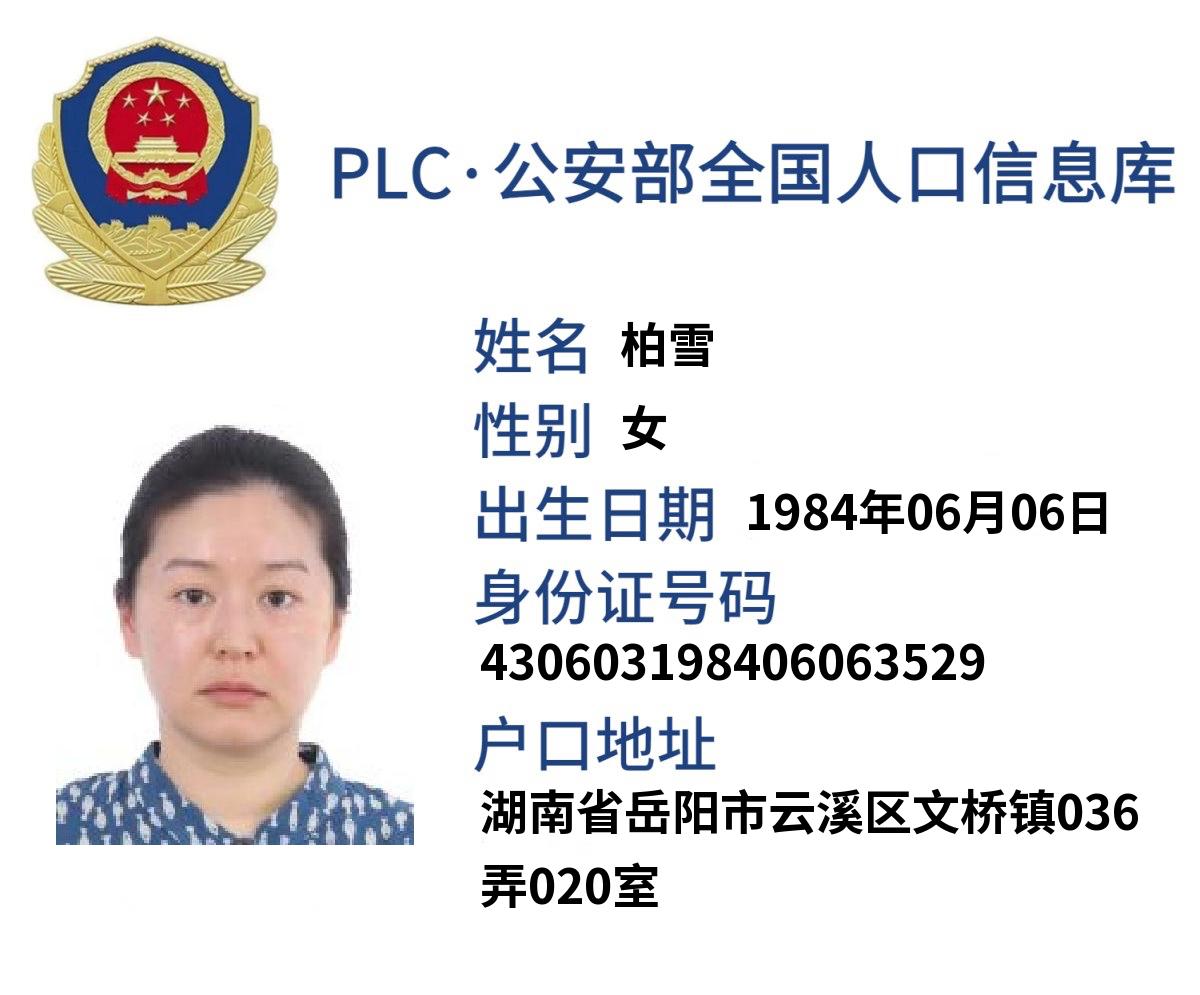 PLC·公安部全国人口信息库
姓名 柏雪
性别 女
出生日期 1984年06月06日
身份证号码
430603198406063529
户口地址
湖南省岳阳市云溪区文桥镇036
弄020室